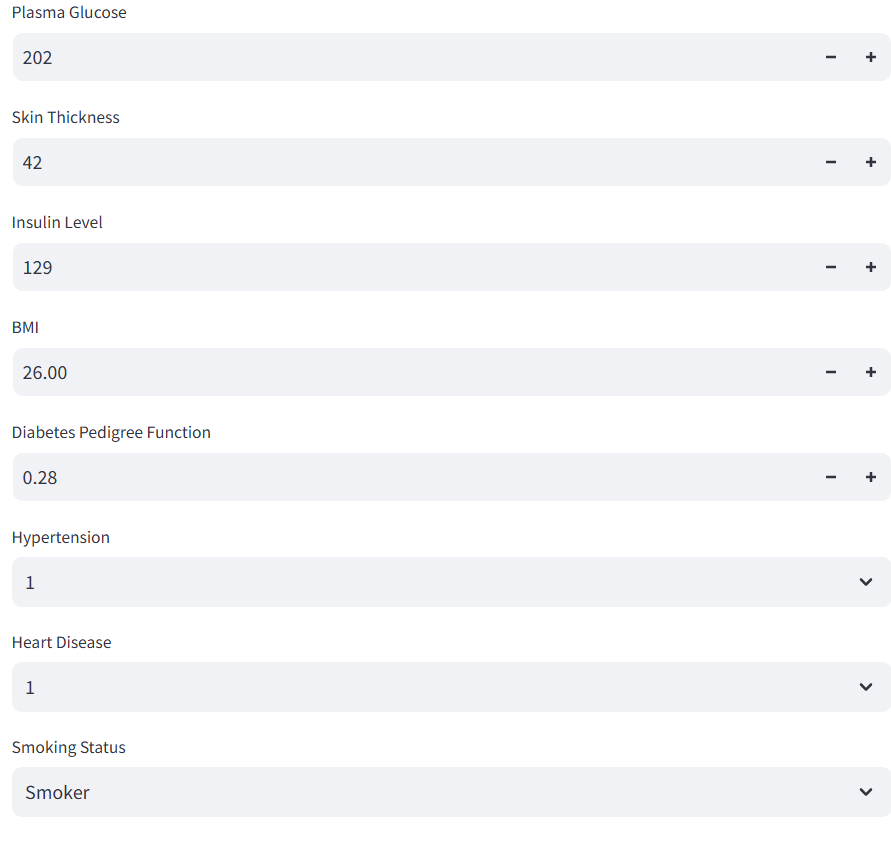 Plasma Glucose
202
Skin Thickness
42
Insulin Level
129
BMI
26.00
Diabetes Pedigree Function
0.28
Hypertension
1
Heart Disease
1
Smoking Status
Smoker